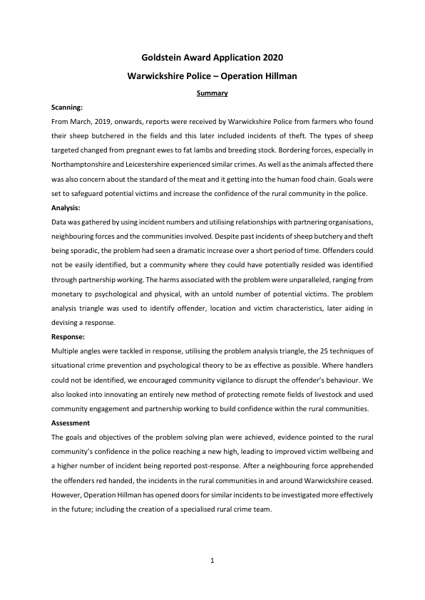 Goldstein Award Application 2020
Warwickshire Police – Operation Hillman
Summary
Scanning:
From March, 2019, onwards, reports were received by Warwickshire Police from farmers who found
their sheep butchered in the fields and this later included incidents of theft. The types of sheep
targeted changed from pregnant ewes to fat lambs and breeding stock. Bordering forces, especially in
Northamptonshire and Leicestershire experienced similar crimes. As well as the animals affected there
was also concern about the standard of the meat and it getting into the human food chain. Goals were
set to safeguard potential victims and increase the confidence of the rural community in the police.
Analysis:
Data was gathered by using incident numbers and utilising relationships with partnering organisations,
neighbouring forces and the communities involved. Despite past incidents of sheep butchery and theft
being sporadic, the problem had seen a dramatic increase over a short period of time. Offenders could
not be easily identified, but a community where they could have potentially resided was identified
through partnership working. The harms associated with the problem were unparalleled, ranging from
monetary to psychological and physical, with an untold number of potential victims. The problem
analysis triangle was used to identify offender, location and victim characteristics, later aiding in
devising a response.
Response:
Multiple angles were tackled in response, utilising the problem analysis triangle, the 25 techniques of
situational crime prevention and psychological theory to be as effective as possible. Where handlers
could not be identified, we encouraged community vigilance to disrupt the offender's behaviour. We
also looked into innovating an entirely new method of protecting remote fields of livestock and used
community engagement and partnership working to build confidence within the rural communities.
Assessment
The goals and objectives of the problem solving plan were achieved, evidence pointed to the rural
community's confidence in the police reaching a new high, leading to improved victim wellbeing and
a higher number of incident being reported post-response. After a neighbouring force apprehended
the offenders red handed, the incidents in the rural communities in and around Warwickshire ceased.
However, Operation Hillman has opened doors for similar incidents to be investigated more effectively
in the future; including the creation of a specialised rural crime team.
1